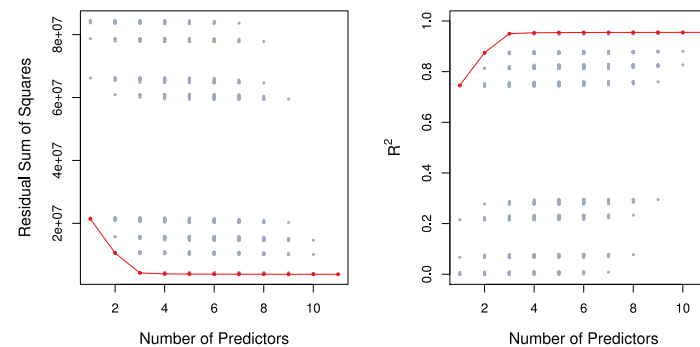 Residual Sum of Squares
8e+07
6e+07
4e+07
2e+07
2 4 6 8 10
Number of Predictors
R²
1.0
0.8
0.6
0.4
0.2
0.0
2 4 6 8 10
Number of Predictors